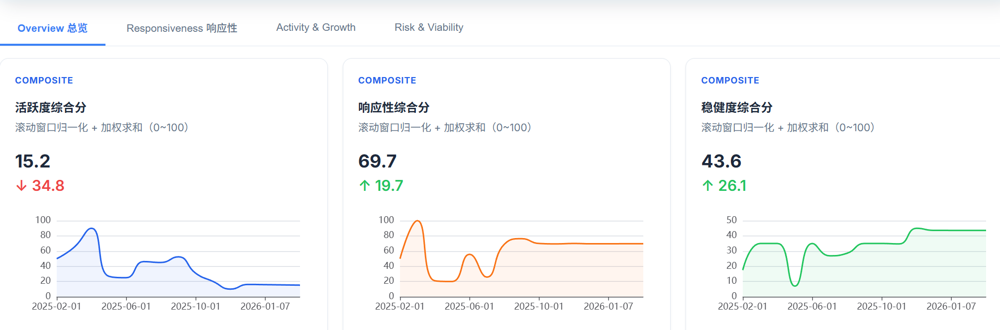 Overview 总览
Responsiveness 响应性
Activity & Growth
Risk & Viability
COMPOSITE
活跃度综合分
滚动窗口归一化 + 加权求和（0~100）
15.2
↓ 34.8
100
80
60
40
20
0
2025-02-01 2025-06-01 2025-10-01 2026-01-07
COMPOSITE
响应性综合分
滚动窗口归一化 + 加权求和（0~100）
69.7
↑ 19.7
100
80
60
40
20
0
2025-02-01 2025-06-01 2025-10-01 2026-01-07
COMPOSITE
稳健度综合分
滚动窗口归一化 + 加权求和（0~100）
43.6
↑ 26.1
50
40
30
20
10
0
2025-02-01 2025-06-01 2025-10-01 2026-01-07